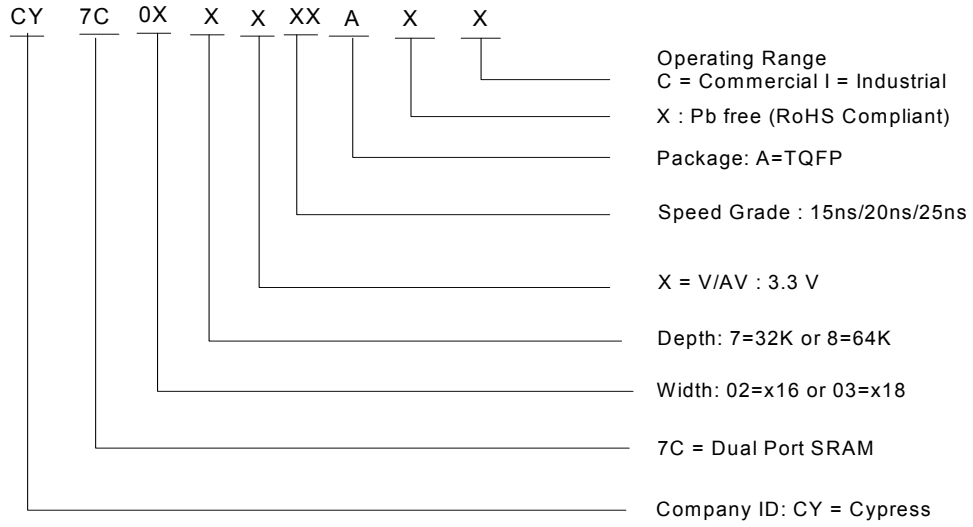 CY 7C 0X X X XX A X X
Operating Range
C = Commercial I = Industrial
X : Pb free (RoHS Compliant)
Package: A=TQFP
Speed Grade : 15ns/20ns/25ns
X = V/AV : 3.3 V
Depth: 7=32K or 8=64K
Width: 02=x16 or 03=x18
7C = Dual Port SRAM
Company ID: CY = Cypress